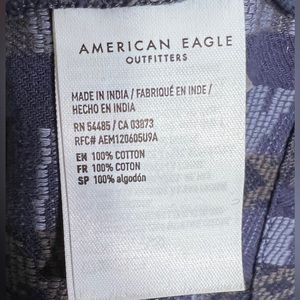 AMERICAN EAGLE
OUTFITTERS
MADE IN INDIA / FABRIQUÉ EN INDE /
HECHO EN INDIA
RN 54485 / CA 03873
RFC# AEM120605U9A
EN 100% COTTON
FR 100% COTON
SP 100% algodón